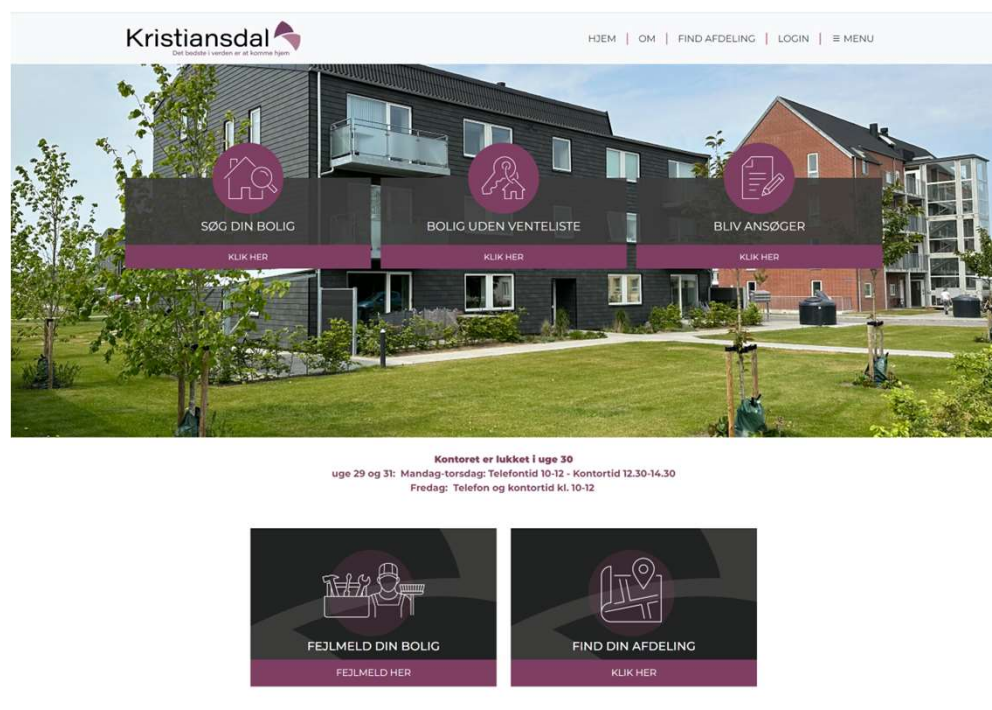 Kristiansdal
Det bedste i verden er at komme hjem
HJEM | OM | FIND AFDELING | LOGIN | ≡ MENU
SØG DIN BOLIG
KLIK HER
BOLIG UDEN VENTELISTE
KLIK HER
BLIV ANSØGER
KLIK HER
Kontoret er lukket i uge 30
uge 29 og 31: Mandag-torsdag: Telefontid 10-12 - Kontortid 12.30-14.30
Fredag: Telefon og kontortid kl. 10-12
FEJLMELD DIN BOLIG
FEJLMELD HER
FIND DIN AFDELING
KLIK HER